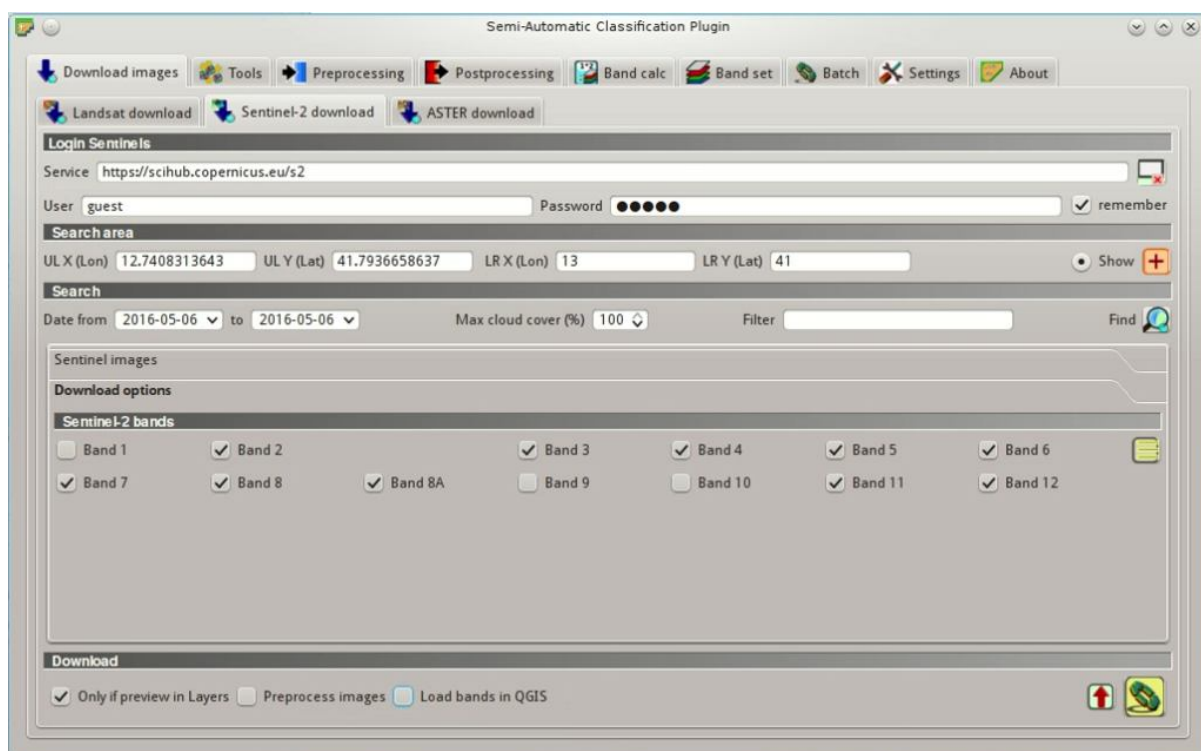 Semi-Automatic Classification Plugin
Download images Tools Preprocessing Postprocessing Band calc Band set Batch Settings About
Landsat download Sentinel-2 download ASTER download
Login Sentinels
Service https://scihub.copernicus.eu/s2
User guest Password ●●●●● remember
Search area
UL X (Lon) 12.7408313643 UL Y (Lat) 41.7936658637 LR X (Lon) 13 LR Y (Lat) 41 Show
Search
Date from 2016-05-06 to 2016-05-06 Max cloud cover (%) 100 Filter Find
Sentinel images
Download options
Sentinel-2 bands
Band 1 Band 2 Band 3 Band 4 Band 5 Band 6
Band 7 Band 8 Band 8A Band 9 Band 10 Band 11 Band 12
Download
Only if preview in Layers Preprocess images Load bands in QGIS